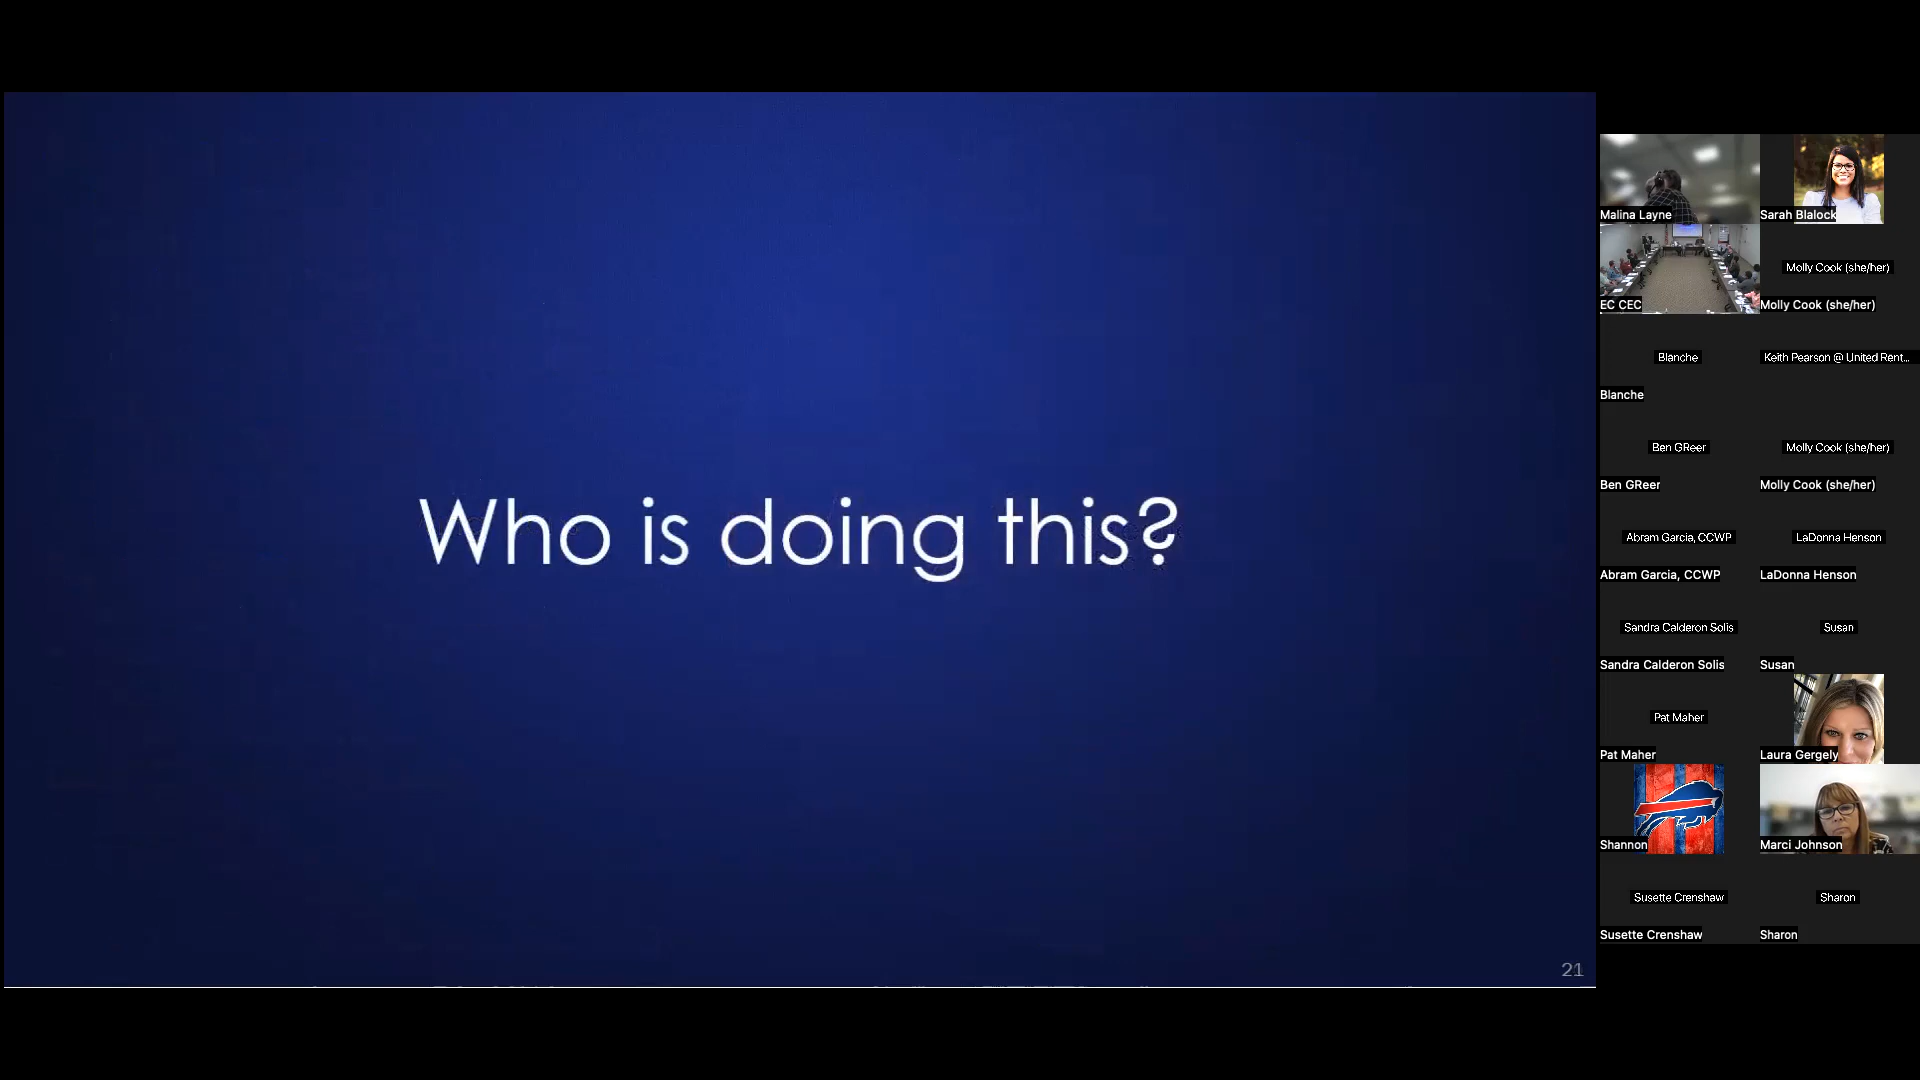 Who is doing this?
21
Malina Layne
Sarah Blalock
EC CEC
Molly Cook (she/her)
Molly Cook (she/her)
Blanche
Blanche
Keith Pearson @ United Rent...
Ben GReer
Ben GReer
Molly Cook (she/her)
Molly Cook (she/her)
Abram Garcia, CCWP
Abram Garcia, CCWP
LaDonna Henson
LaDonna Henson
Sandra Calderon Solis
Sandra Calderon Solis
Susan
Susan
Pat Maher
Pat Maher
Laura Gergely
Shannon
Marci Johnson
Susette Crenshaw
Susette Crenshaw
Sharon
Sharon